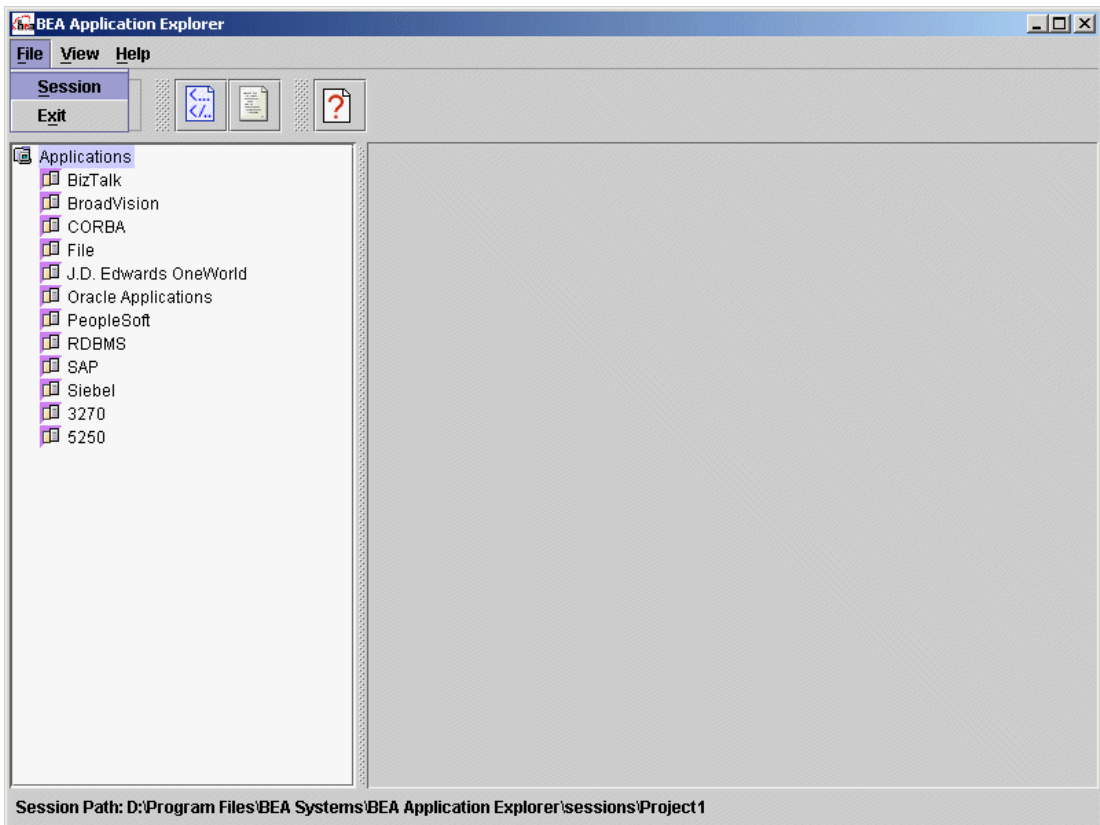 BEA Application Explorer
File View Help
Session
Exit
Applications
BizTalk
BroadVision
CORBA
File
J.D. Edwards OneWorld
Oracle Applications
PeopleSoft
RDBMS
SAP
Siebel
3270
5250
Session Path: D:\Program Files\BEA Systems\BEA Application Explorer\sessions\Project1